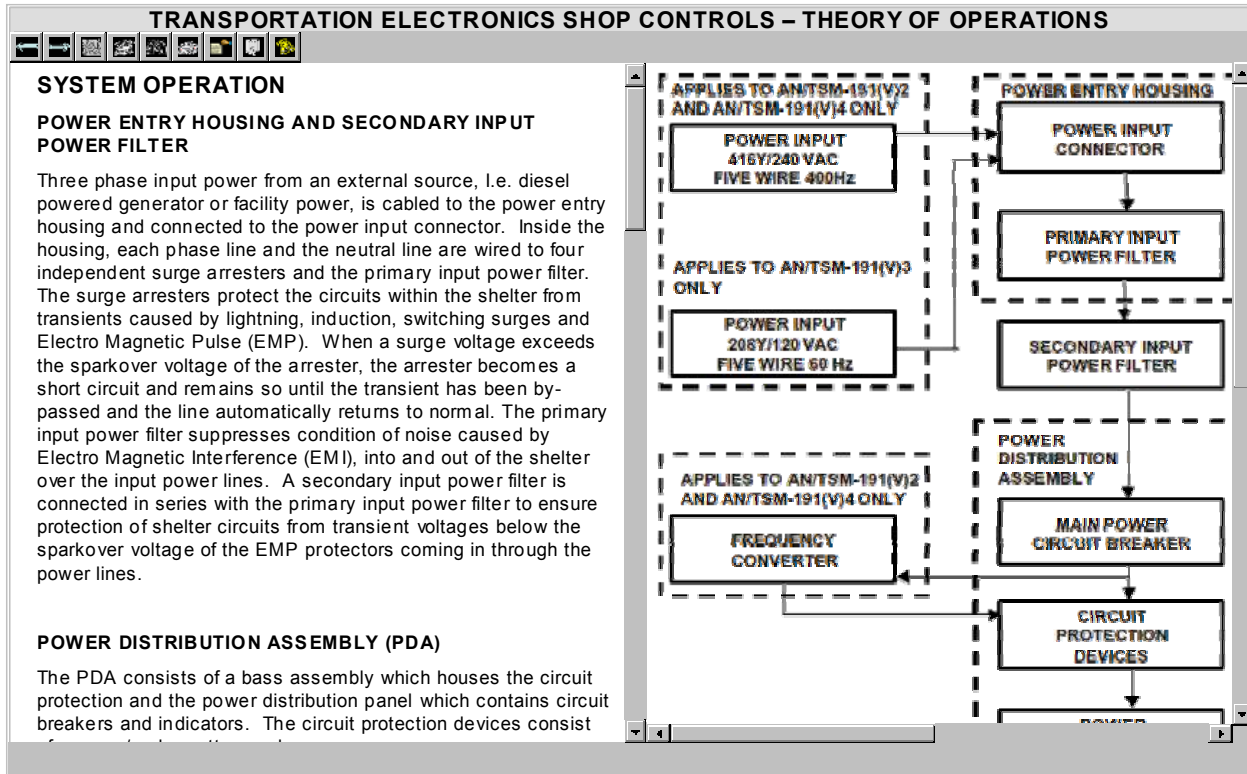 TRANSPORTATION ELECTRONICS SHOP CONTROLS – THEORY OF OPERATIONS
SYSTEM OPERATION
POWER ENTRY HOUSING AND SECONDARY INPUT
POWER FILTER
Three phase input power from an external source, I.e. diesel
powered generator or facility power, is cabled to the power entry
housing and connected to the power input connector. Inside the
housing, each phase line and the neutral line are wired to four
independent surge arresters and the primary input power filter.
The surge arresters protect the circuits within the shelter from
transients caused by lightning, induction, switching surges and
Electro Magnetic Pulse (EMP). When a surge voltage exceeds
the sparkover voltage of the arrester, the arrester becomes a
short circuit and remains so until the transient has been by-
passed and the line automatically returns to normal. The primary
input power filter suppresses condition of noise caused by
Electro Magnetic Interference (EMI), into and out of the shelter
over the input power lines. A secondary input power filter is
connected in series with the primary input power filter to ensure
protection of shelter circuits from transient voltages below the
sparkover voltage of the EMP protectors coming in through the
power lines.
POWER DISTRIBUTION ASSEMBLY (PDA)
The PDA consists of a bass assembly which houses the circuit
protection and the power distribution panel which contains circuit
breakers and indicators. The circuit protection devices consist
APPLIES TO AN/TSM-191(V)2
AND AN/TSM-191(V)4 ONLY
POWER INPUT
416Y/240 VAC
FIVE WIRE 400Hz
APPLIES TO AN/TSM-191(V)3
ONLY
POWER INPUT
208Y/120 VAC
FIVE WIRE 60 Hz
APPLIES TO AN/TSM-191(V)2
AND AN/TSM-191(V)4 ONLY
FREQUENCY
CONVERTER
POWER ENTRY HOUSING
POWER INPUT
CONNECTOR
PRIMARY INPUT
POWER FILTER
SECONDARY INPUT
POWER FILTER
POWER
DISTRIBUTION
ASSEMBLY
MAIN POWER
CIRCUIT BREAKER
CIRCUIT
PROTECTION
DEVICES
POWER